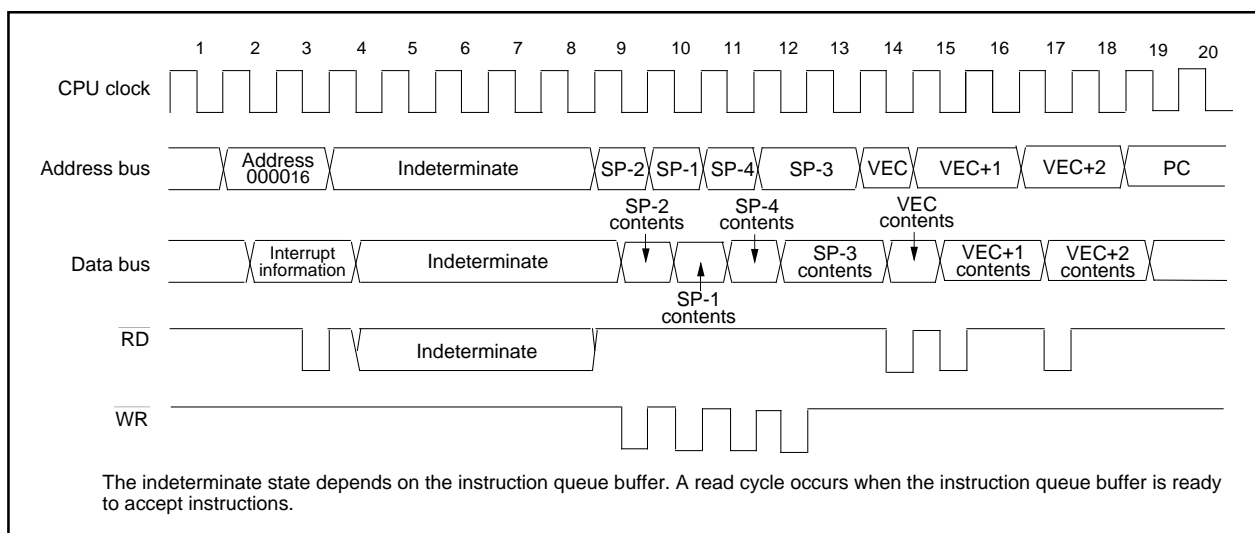 1 2 3 4 5 6 7 8 9 10 11 12 13 14 15 16 17 18 19 20
CPU clock
Address bus
Address
000016
Indeterminate
SP-2
SP-1
SP-4
SP-3
VEC
VEC+1
VEC+2
PC
SP-2
contents
SP-4
contents
VEC
contents
Data bus
Interrupt
information
Indeterminate
SP-3
contents
VEC+1
contents
VEC+2
contents
SP-1
contents
RD
Indeterminate
WR
The indeterminate state depends on the instruction queue buffer. A read cycle occurs when the instruction queue buffer is ready
to accept instructions.